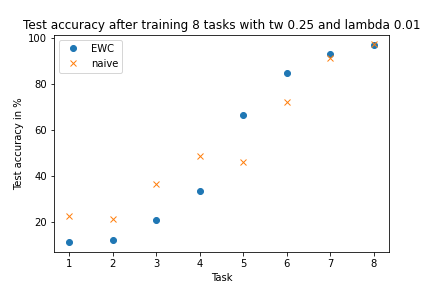 Test accuracy after training 8 tasks with tw 0.25 and lambda 0.01
100
EWC
naive
80
60
40
20
Test accuracy in %
1 2 3 4 5 6 7 8
Task